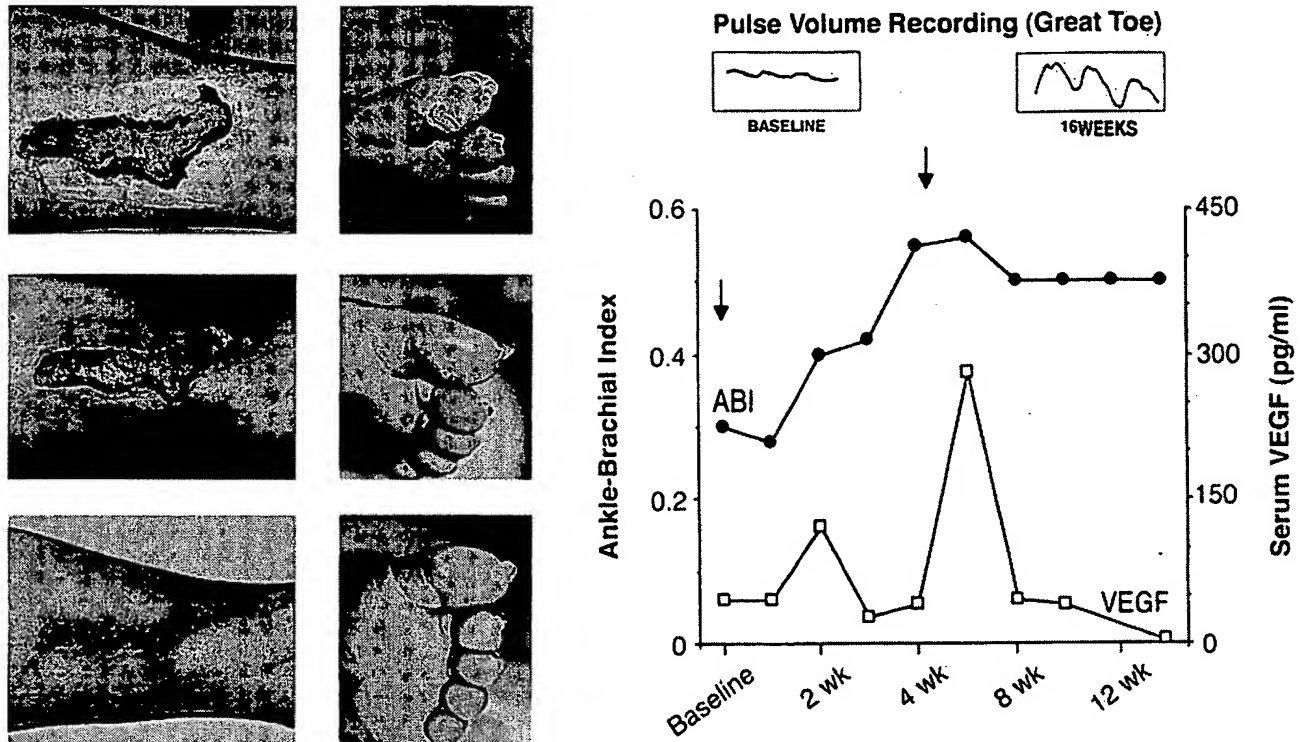 Pulse Volume Recording (Great Toe)
BASELINE
16WEEKS
0.6
0.4
0.2
0
Ankle-Brachial Index
ABI
VEGF
450
300
150
0
Serum VEGF (pg/ml)
Baseline
2 wk
4 wk
8 wk
12 wk